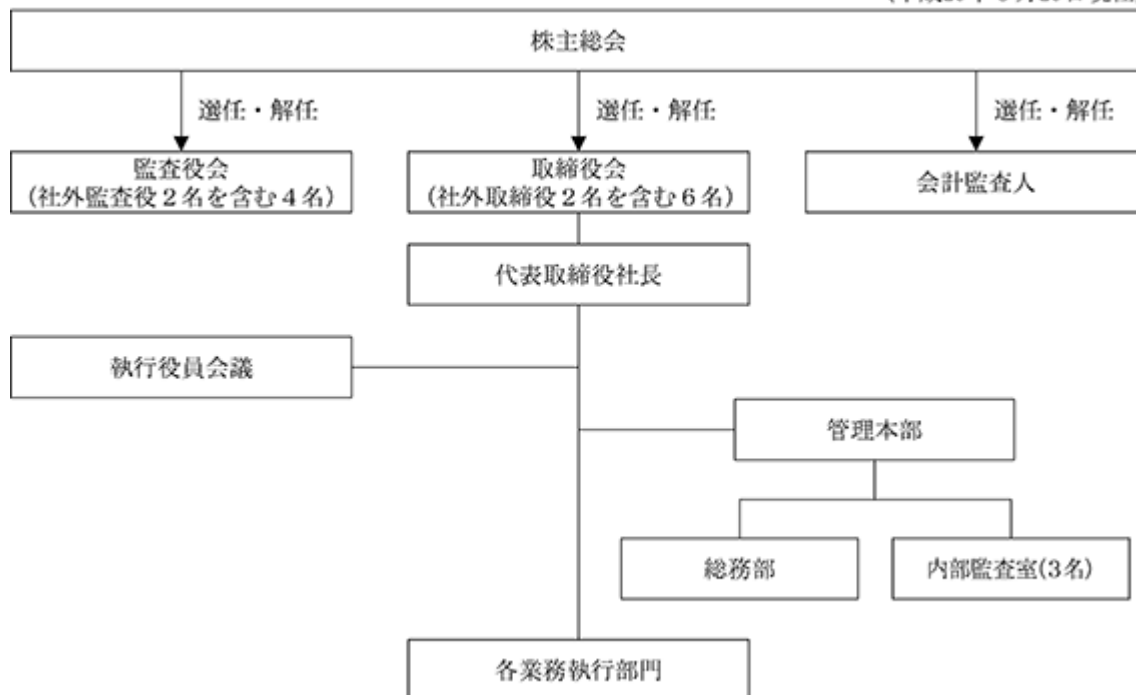 株主総会
選任・解任
選任・解任
選任・解任
監査役会
(社外監査役２名を含む４名)
取締役会
(社外取締役２名を含む６名)
会計監査人
代表取締役社長
執行役員会議
管理本部
総務部
内部監査室(3名)
各業務執行部門